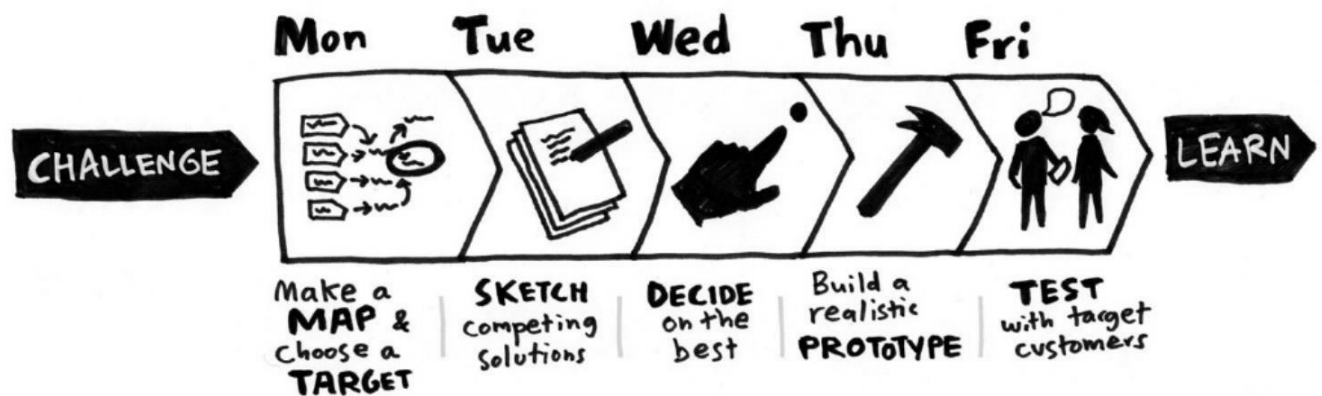 Mon
Tue
Wed
Thu
Fri
CHALLENGE
LEARN
Make a
MAP &
choose a
TARGET
SKETCH
competing
solutions
DECIDE
on the
best
Build a
realistic
PROTOTYPE
TEST
with target
customers